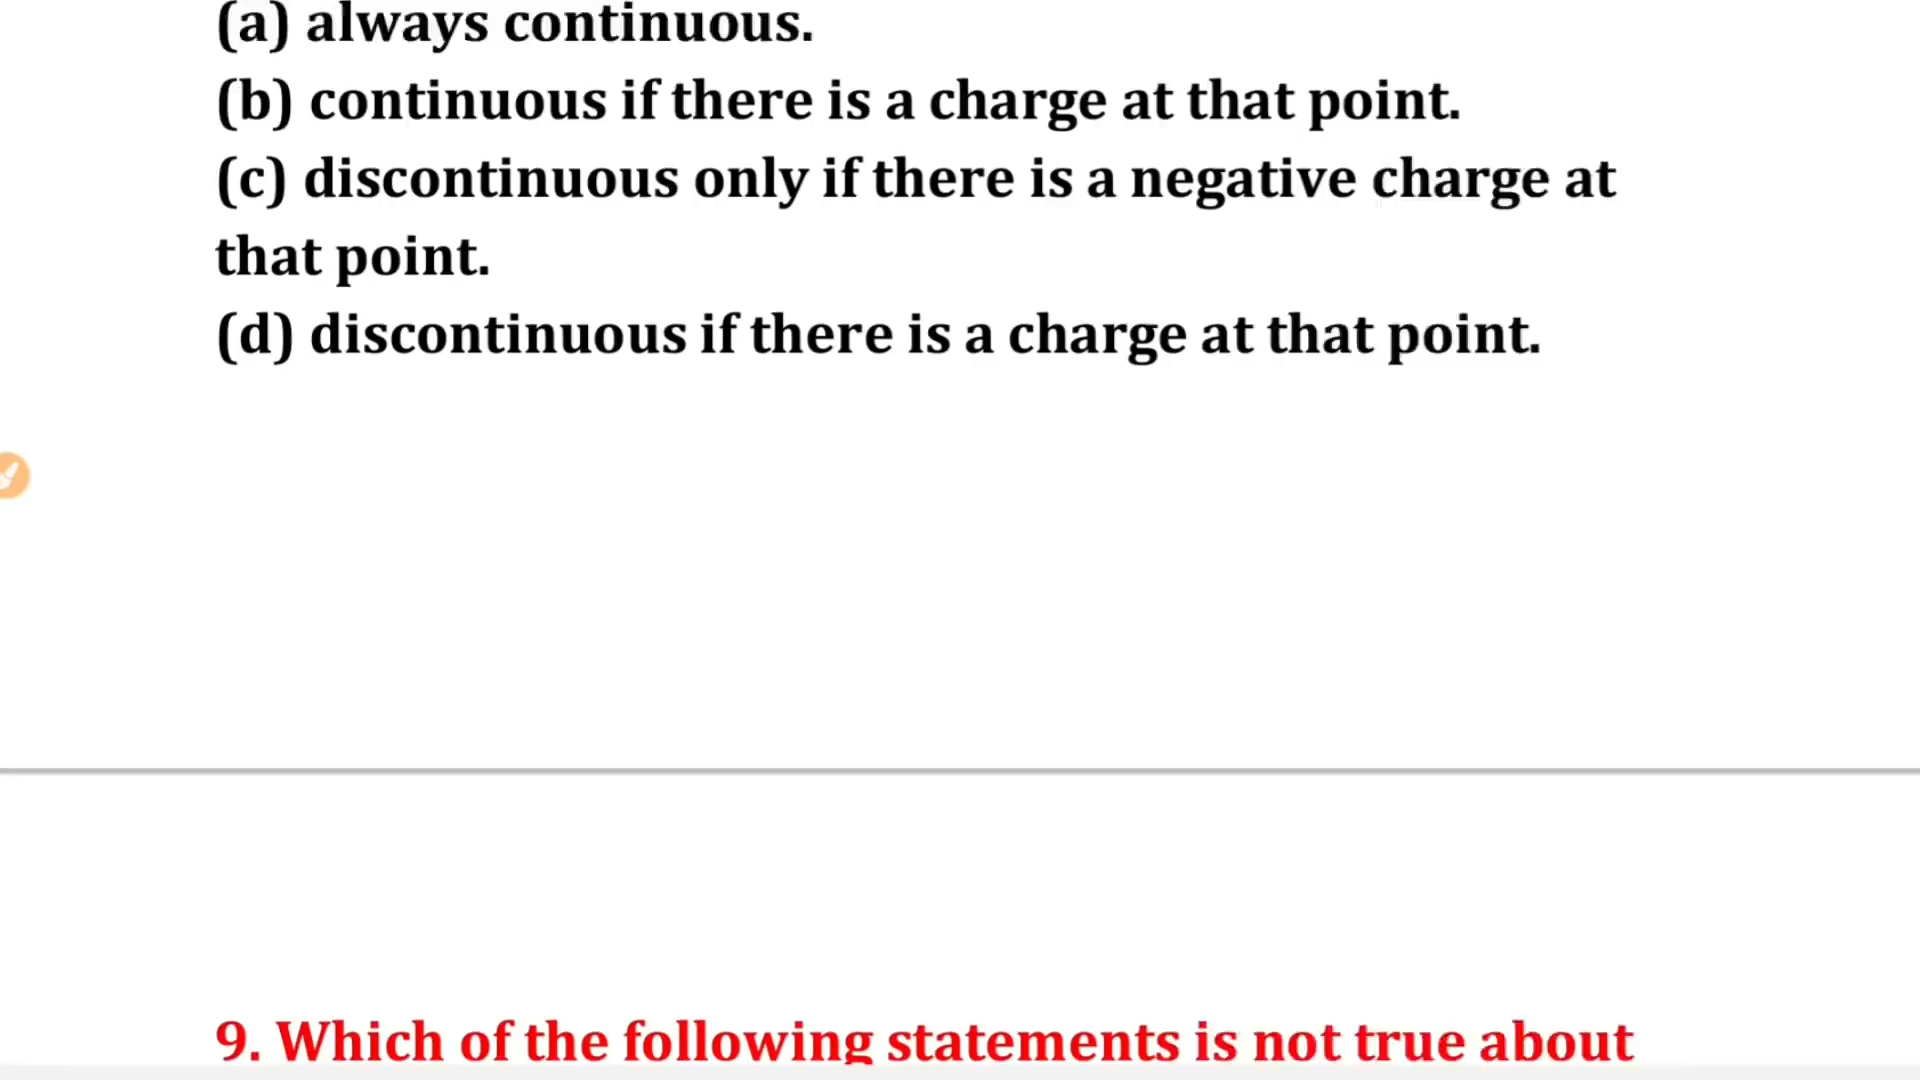 (a) always continuous.
(b) continuous if there is a charge at that point.
(c) discontinuous only if there is a negative charge at
that point.
(d) discontinuous if there is a charge at that point.
9. Which of the following statements is not true about